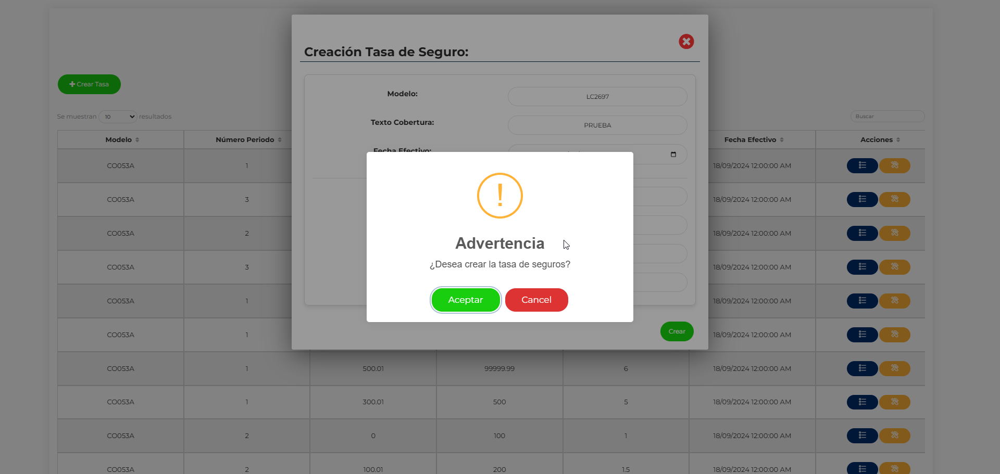 Creación Tasa de Seguro:
Crear Tasa
Modelo:
LC2697
Texto Cobertura:
PRUEBA
Fecha Efectivo:
Se muestran 10 resultados
Buscar
Modelo Número Periodo Fecha Efectivo Acciones
CO053A 1 18/09/2024 12:00:00 AM
CO053A 3 18/09/2024 12:00:00 AM
CO053A 2 18/09/2024 12:00:00 AM
CO053A 3 18/09/2024 12:00:00 AM
CO053A 1 18/09/2024 12:00:00 AM
CO053A 1 18/09/2024 12:00:00 AM
CO053A 1 500.01 99999.99 6 18/09/2024 12:00:00 AM
CO053A 1 300.01 500 5 18/09/2024 12:00:00 AM
CO053A 2 0 100 1 18/09/2024 12:00:00 AM
CO053A 2 100.01 200 1.5 18/09/2024 12:00:00 AM
!
Advertencia
¿Desea crear la tasa de seguros?
Aceptar
Cancel
Crear